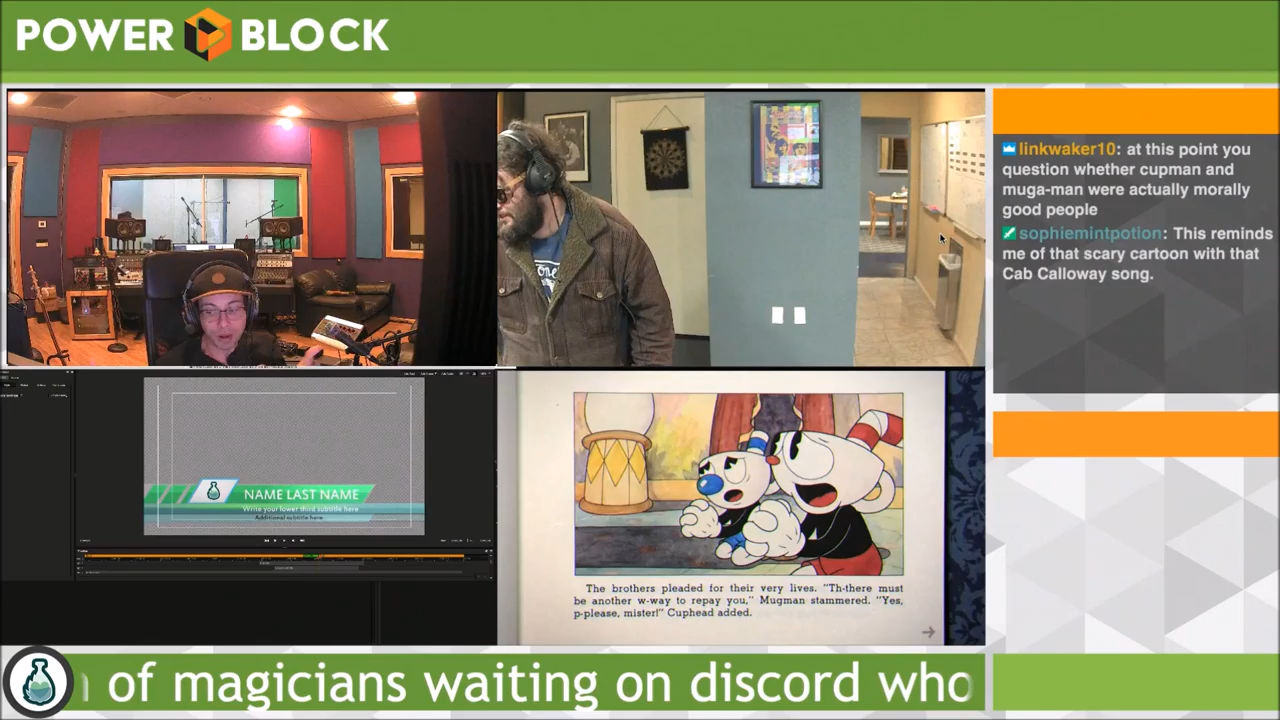 POWER BLOCK
linkwaker10: at this point you
question whether cupman and
muga-man were actually morally
good people
sophiemintpotion: This reminds
me of that scary cartoon with that
Cab Calloway song.
NAME LAST NAME
Write your lower third subtitle here
Additional subtitle here
The brothers pleaded for their very lives. "Th-there must
be another w-way to repay you," Mugman stammered. "Yes,
p-please, mister!" Cuphead added.
of magicians waiting on discord who